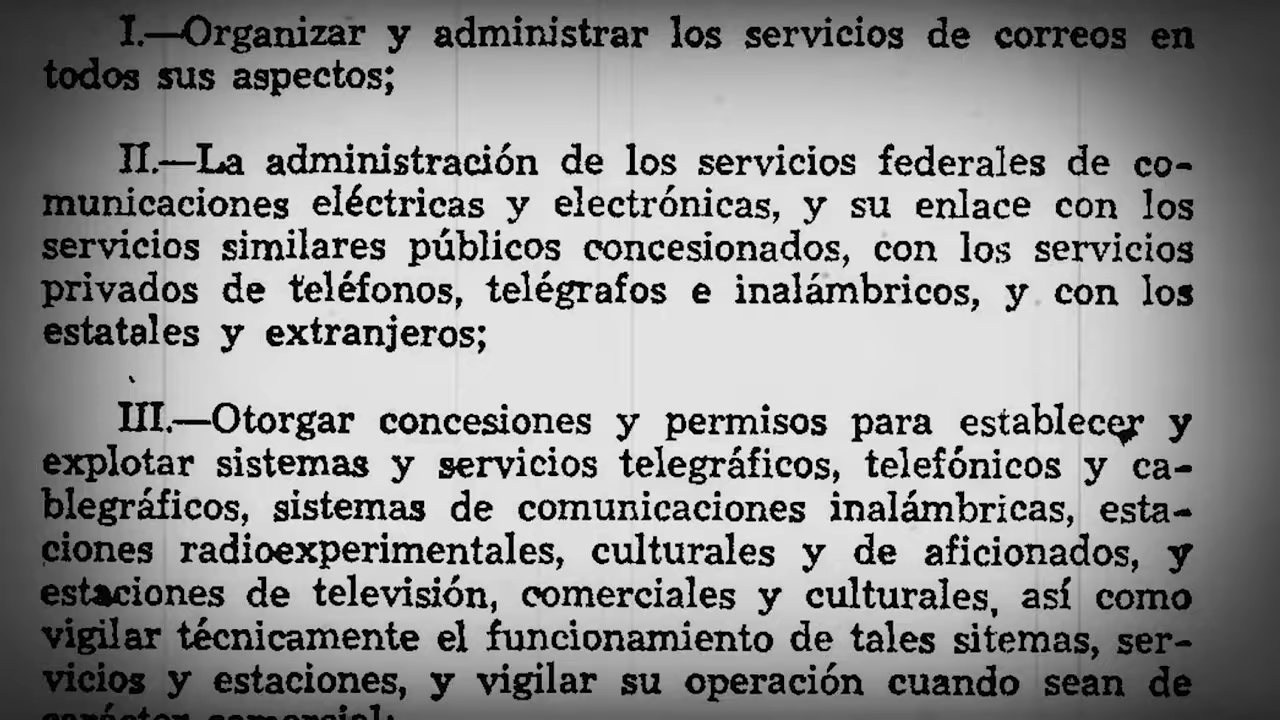 I.—Organizar y administrar los servicios de correos en
todos sus aspectos;
II.—La administración de los servicios federales de co-
municaciones eléctricas y electrónicas, y su enlace con los
servicios similares públicos concesionados, con los servicios
privados de teléfonos, telégrafos e inalámbricos, y con los
estatales y extranjeros;
III.—Otorgar concesiones y permisos para establecer y
explotar sistemas y servicios telegráficos, telefónicos y ca-
blegráficos, sistemas de comunicaciones inalámbricas, esta-
ciones radioexperimentales, culturales y de aficionados, y
estaciones de televisión, comerciales y culturales, así como
vigilar técnicamente el funcionamiento de tales sitemas, ser-
vicios y estaciones, y vigilar su operación cuando sean de
carácter comercial;